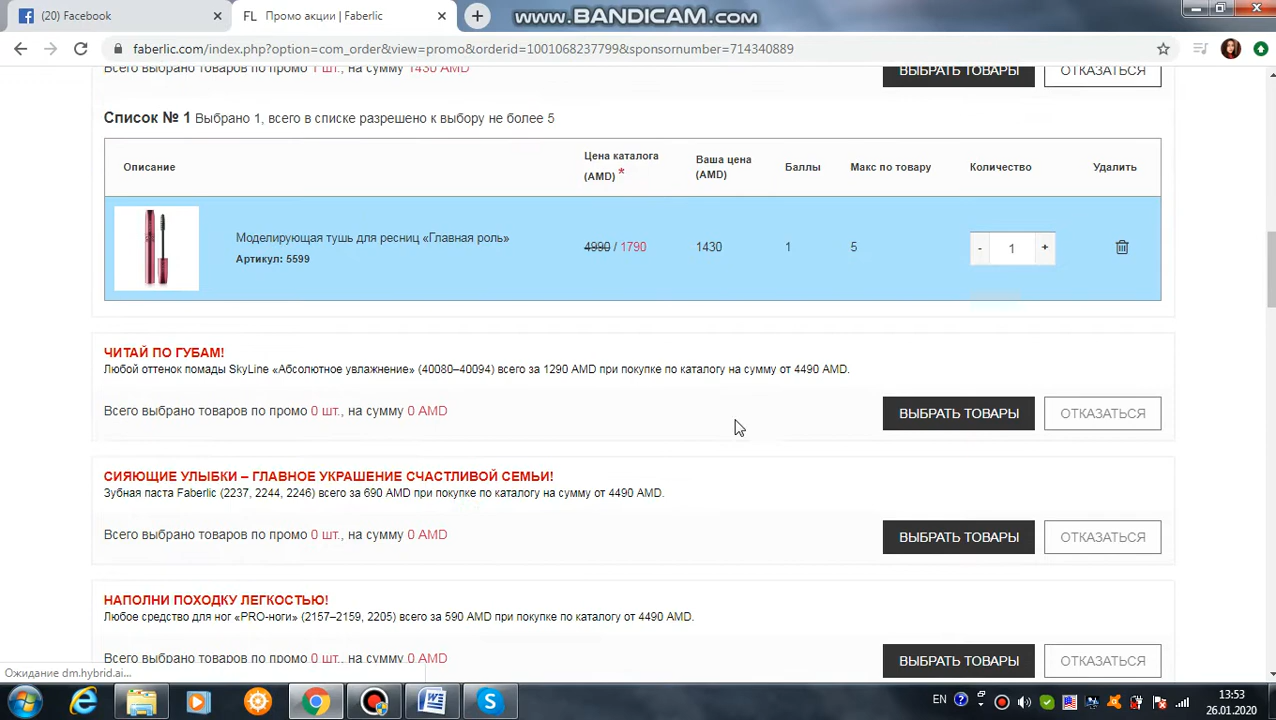 (20) Facebook
FL Промо акции | Faberlic
www.BANDICAM.com
faberlic.com/index.php?option=com_order&view=promo&orderid=1001068237799&sponsornumber=714340889
Всего выбрано товаров по промо 1 шт., на сумму 1430 AMD
ВЫБРАТЬ ТОВАРЫ
ОТКАЗАТЬСЯ
Список № 1 Выбрано 1, всего в списке разрешено к выбору не более 5
Описание
Цена каталога (AMD) *
Ваша цена (AMD)
Баллы
Макс по товару
Количество
Удалить
Моделирующая тушь для ресниц «Главная роль»
Артикул: 5599
4990 / 1790
1430
1
5
- 1 +
ЧИТАЙ ПО ГУБАМ!
Любой оттенок помады SkyLine «Абсолютное увлажнение» (40080–40094) всего за 1290 AMD при покупке по каталогу на сумму от 4490 AMD.
Всего выбрано товаров по промо 0 шт., на сумму 0 AMD
ВЫБРАТЬ ТОВАРЫ
ОТКАЗАТЬСЯ
СИЯЮЩИЕ УЛЫБКИ – ГЛАВНОЕ УКРАШЕНИЕ СЧАСТЛИВОЙ СЕМЬИ!
Зубная паста Faberlic (2237, 2244, 2246) всего за 690 AMD при покупке по каталогу на сумму от 4490 AMD.
Всего выбрано товаров по промо 0 шт., на сумму 0 AMD
ВЫБРАТЬ ТОВАРЫ
ОТКАЗАТЬСЯ
НАПОЛНИ ПОХОДКУ ЛЕГКОСТЬЮ!
Любое средство для ног «PRO-ноги» (2157–2159, 2205) всего за 590 AMD при покупке по каталогу от 4490 AMD.
Всего выбрано товаров по промо 0 шт., на сумму 0 AMD
ВЫБРАТЬ ТОВАРЫ
ОТКАЗАТЬСЯ
Ожидание dm.hybrid.ai...
EN
13:53
26.01.2020